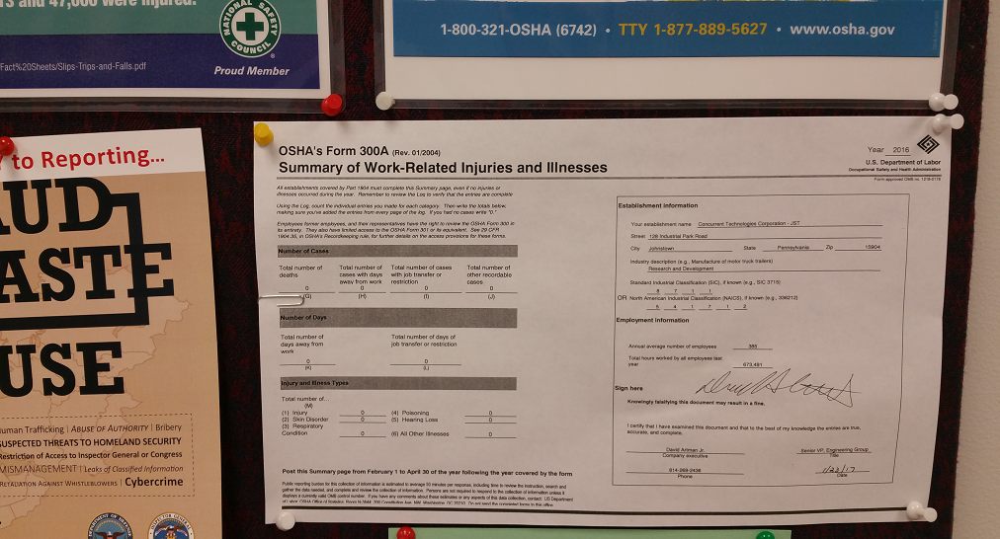 TS and 47,000 were injured.
NATIONAL SAFETY COUNCIL
Fact%20Sheets/Slips-Trips-and-Falls.pdf
Proud Member
1-800-321-OSHA (6742) • TTY 1-877-889-5627 • www.osha.gov
to Reporting...
AUD
ASTE
USE
Human Trafficking | ABUSE OF AUTHORITY | Bribery
SUSPECTED THREATS TO HOMELAND SECURITY
Restriction of Access to Inspector General or Congress
MISMANAGEMENT | Leaks of Classified Information
RETALIATION AGAINST WHISTLEBLOWERS | Cybercrime
OSHA's Form 300A (Rev. 01/2004)
Summary of Work-Related Injuries and Illnesses
Year 2016
U.S. Department of Labor
Occupational Safety and Health Administration
Form approved OMB no. 1218-0176
All establishments covered by Part 1904 must complete this Summary page, even if no injuries or
illnesses occurred during the year. Remember to review the Log to verify that the entries are complete
Using the Log, count the individual entries you made for each category. Then write the totals below,
making sure you've added the entries from every page of the log. If you had no cases write "0."
Employees former employees, and their representatives have the right to review the OSHA Form 300 in
its entirety. They also have limited access to the OSHA Form 301 or its equivalent. See 29 CFR
1904.35, in OSHA's Recordkeeping rule, for further details on the access provisions for these forms.
Number of Cases
Total number of deaths
Total number of cases with days away from work
Total number of cases with job transfer or restriction
Total number of other recordable cases
0 0 0 0
(G) (H) (I) (J)
Number of Days
Total number of days away from work
Total number of days of job transfer or restriction
0 0
(K) (L)
Injury and Illness Types
Total number of...
(M)
(1) Injury 0 (4) Poisoning 0
(2) Skin Disorder 0 (5) Hearing Loss 0
(3) Respiratory
Condition 0 (6) All Other Illnesses 0
Post this Summary page from February 1 to April 30 of the year following the year covered by the form
Public reporting burden for this collection of information is estimated to average 50 minutes per response, including time to review the instruction, search and
gather the data needed, and complete and review the collection of information. Persons are not required to respond to the collection of information unless it
displays a currently valid OMB control number. If you have any comments about these estimates or any aspects of this data collection, contact: US Department
of Labor, OSHA Office of Statistics, Room N-3644, 200 Constitution Ave, NW, Washington, DC 20210. Do not send the completed forms to this office.
Establishment information
Your establishment name Concurrent Technologies Corporation - JST
Street 128 Industrial Park Road
City Johnstown State Pennsylvania Zip 15904
Industry description (e.g., Manufacture of motor truck trailers)
Research and Development
Standard Industrial Classification (SIC), if known (e.g., SIC 3715)
8 7 1 1
OR North American Industrial Classification (NAICS), if known (e.g., 336212)
5 4 1 7 1 2
Employment information
Annual average number of employees 385
Total hours worked by all employees last
year 673,481
Sign here
Knowingly falsifying this document may result in a fine.
I certify that I have examined this document and that to the best of my knowledge the entries are true,
accurate, and complete.
David Artman Jr. Senior VP, Engineering Group
Company executive Title
814-269-2436 1/23/17
Phone Date